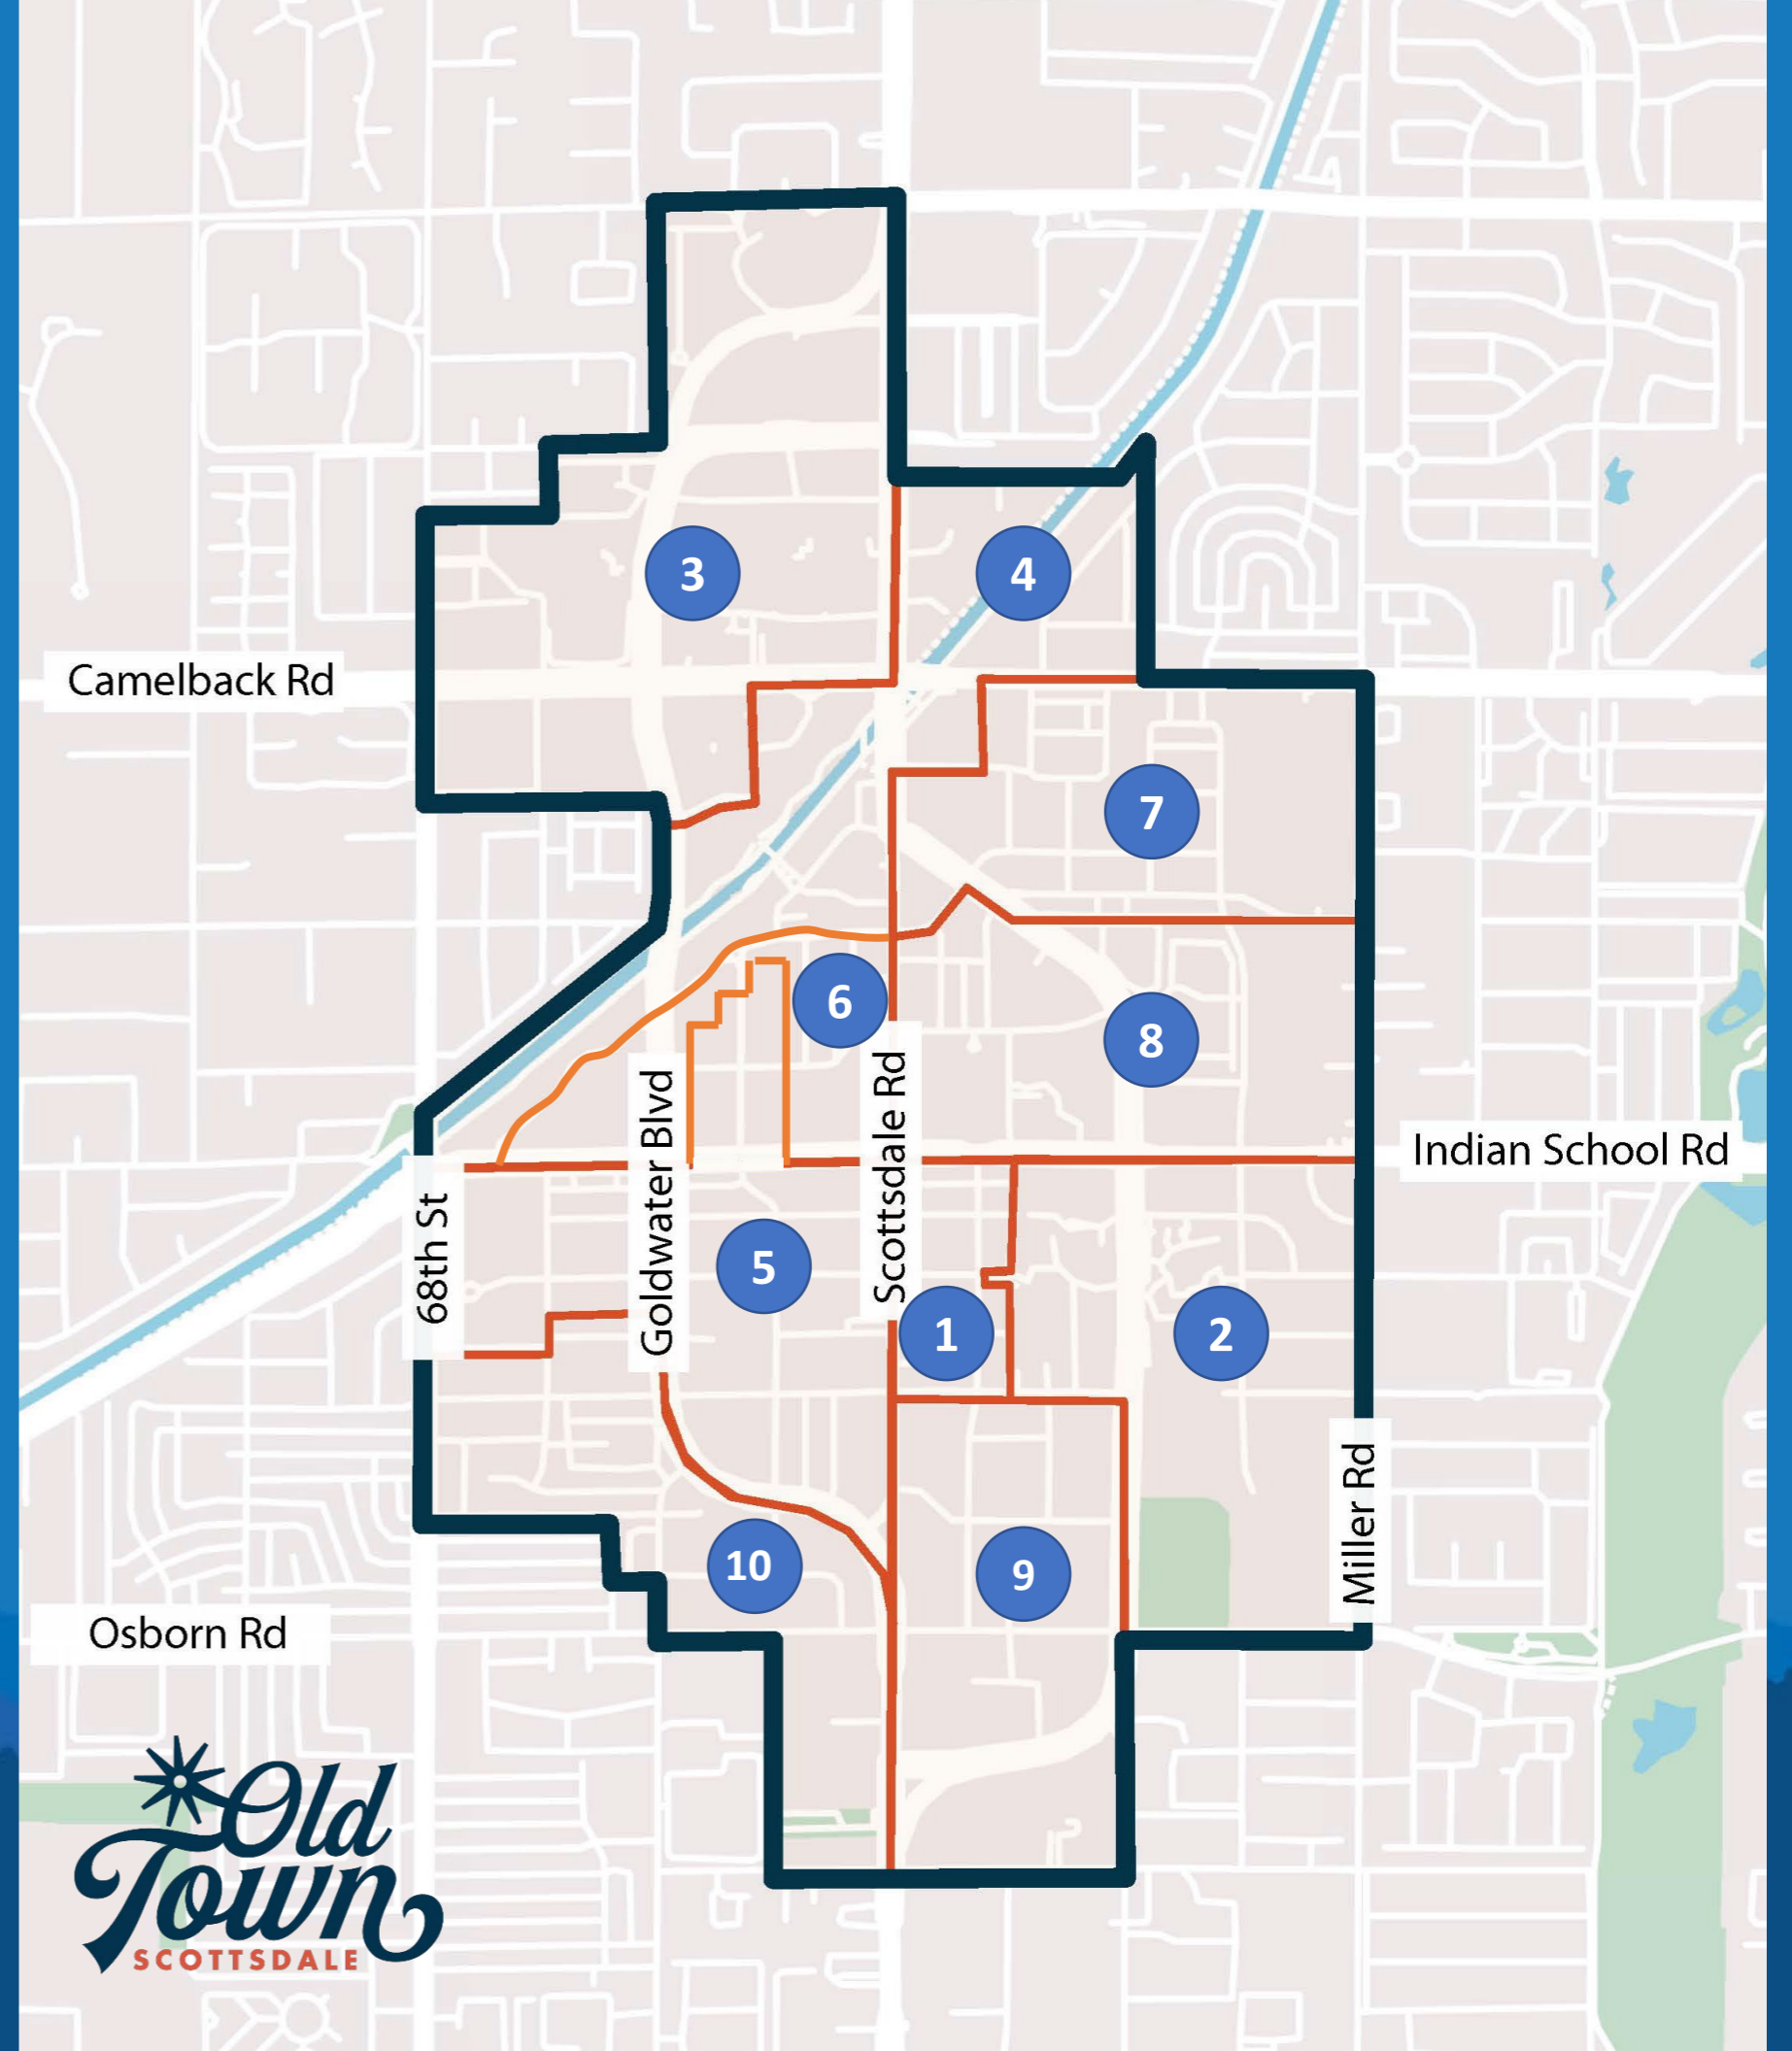 3
4
Camelback Rd
7
6
8
Scottsdale Rd
Goldwater Blvd
Indian School Rd
68th St
5
1
2
Miller Rd
10
9
Osborn Rd
Old
Town
SCOTTSDALE